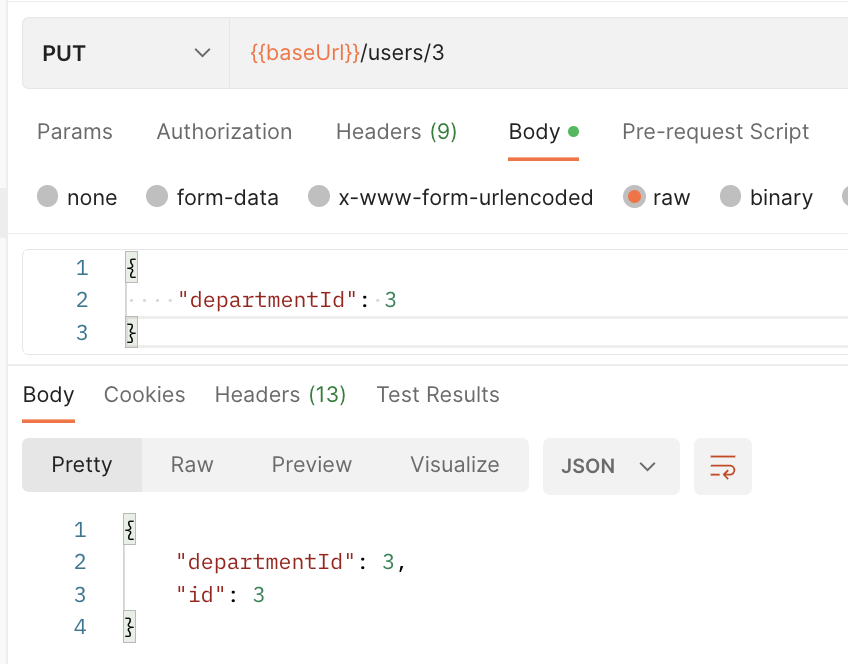 PUT {{baseUrl}}/users/3
Params Authorization Headers (9) Body Pre-request Script
none form-data x-www-form-urlencoded raw binary
1 {
2 ····"departmentId":·3
3 }
Body Cookies Headers (13) Test Results
Pretty Raw Preview Visualize JSON
1 {
2 "departmentId": 3,
3 "id": 3
4 }